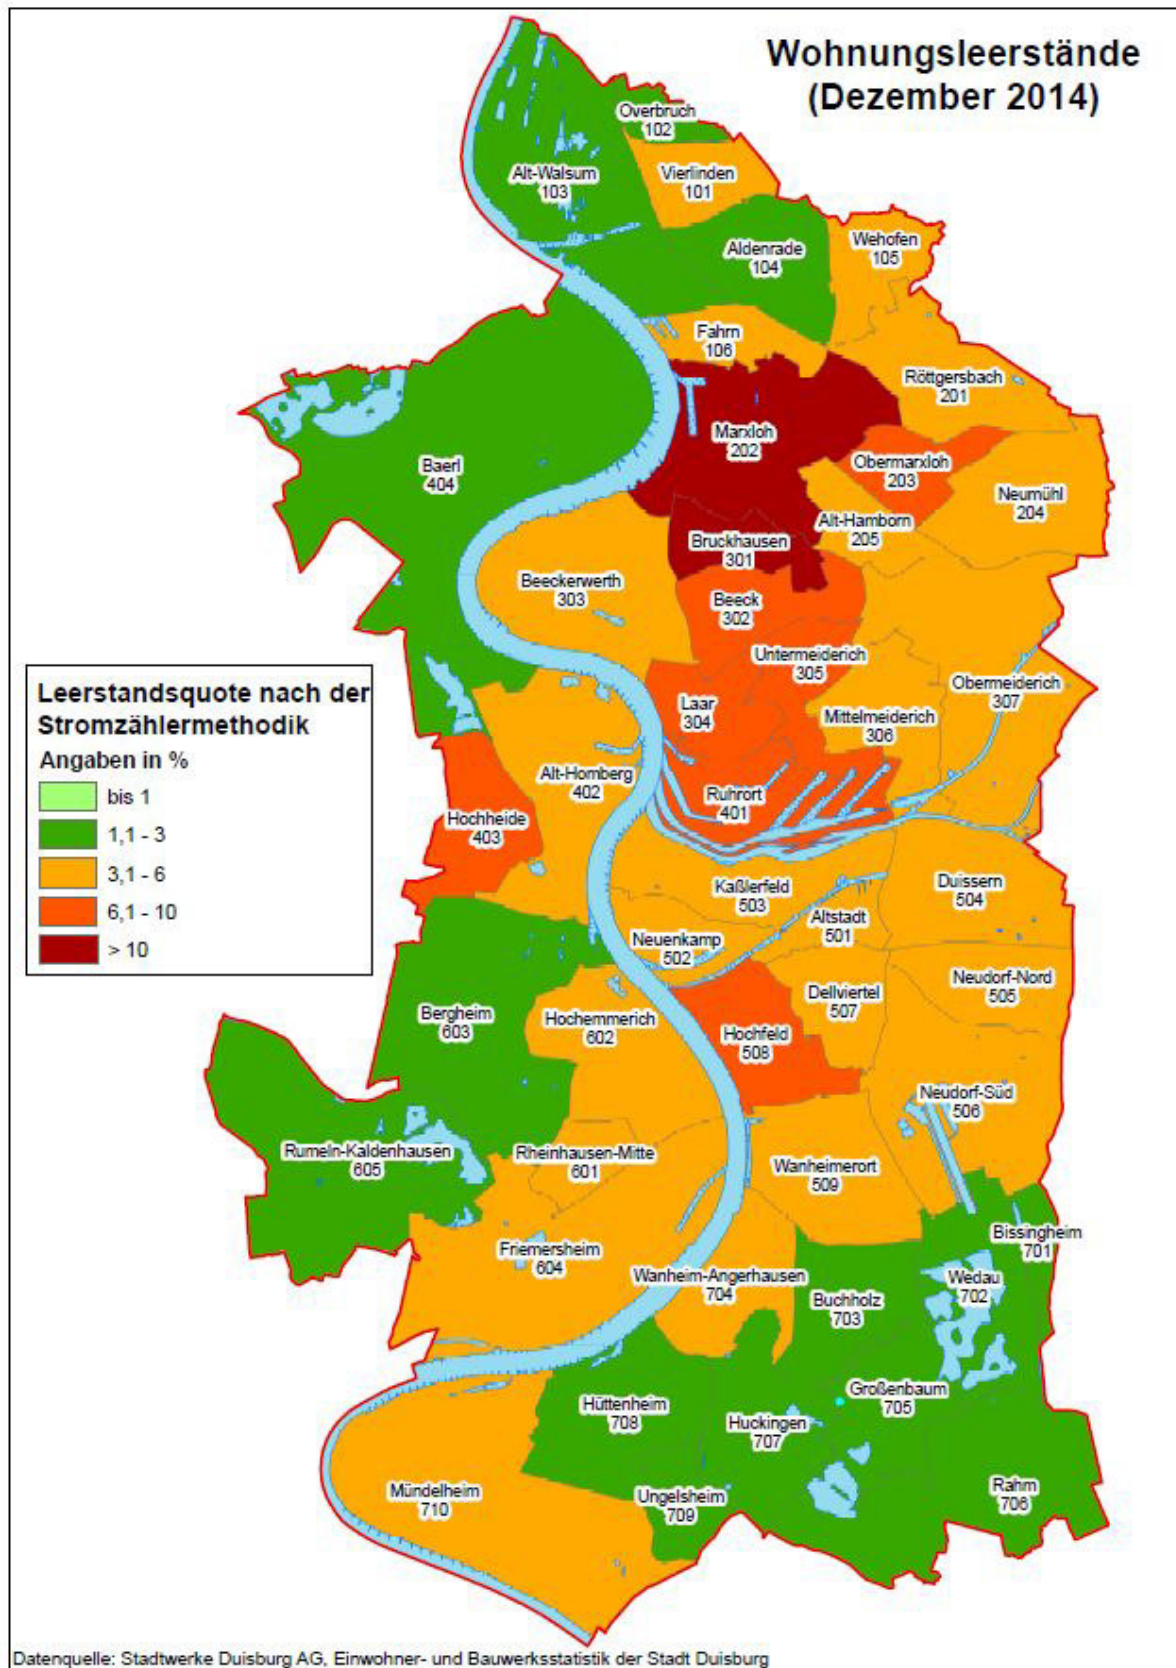 Wohnungsleerstände
(Dezember 2014)
Overbruch
102
Alt-Walsum
103
Vierlinden
101
Aldenrade
104
Wehofen
105
Fahrn
106
Röttgersbach
201
Marxloh
202
Obermarxloh
203
Baerl
404
Neumühl
204
Alt-Hamborn
205
Bruckhausen
301
Beeckerwerth
303
Beeck
302
Untermeiderich
305
Obermeiderich
307
Laar
304
Mittelmeiderich
306
Leerstandsquote nach der
Stromzählermethodik
Angaben in %
bis 1
1,1 - 3
3,1 - 6
6,1 - 10
> 10
Alt-Homberg
402
Ruhrort
401
Hochheide
403
Kaßlerfeld
503
Duissern
504
Altstadt
501
Neuenkamp
502
Neudorf-Nord
505
Dellviertel
507
Bergheim
603
Hochemmerich
602
Hochfeld
508
Neudorf-Süd
506
Rumeln-Kaldenhausen
605
Rheinhausen-Mitte
601
Wanheimerort
509
Bissingheim
701
Friemersheim
604
Wanheim-Angerhausen
704
Wedau
702
Buchholz
703
Großenbaum
705
Hüttenheim
708
Huckingen
707
Mündelheim
710
Ungelsheim
709
Rahm
706
Datenquelle: Stadtwerke Duisburg AG, Einwohner- und Bauwerksstatistik der Stadt Duisburg